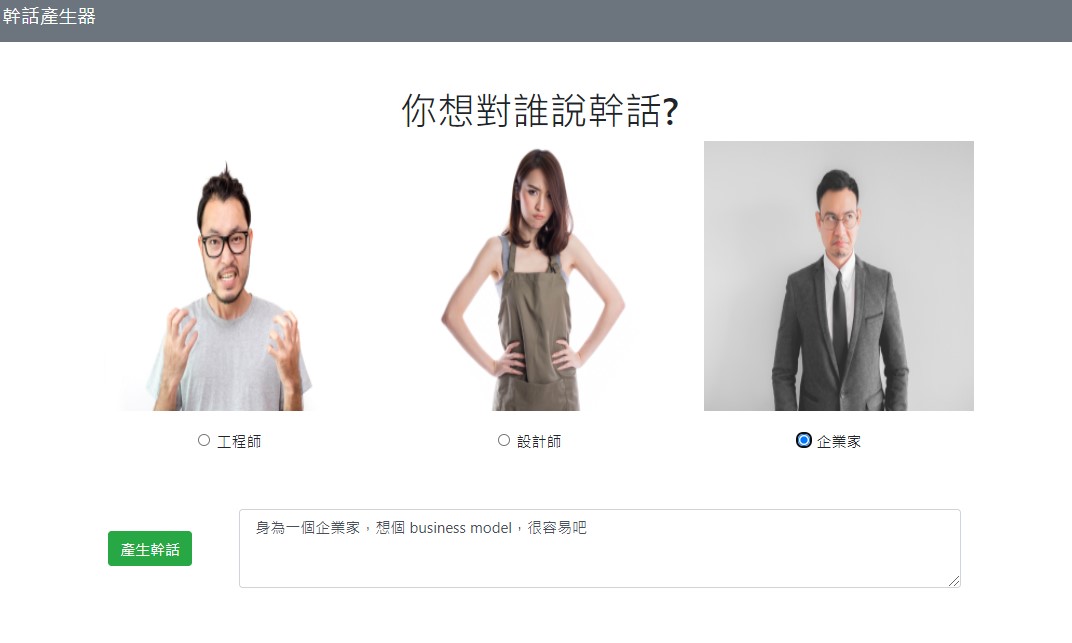 幹話產生器
你想對誰說幹話?
工程師
設計師
企業家
產生幹話
身為一個企業家，想個 business model，很容易吧